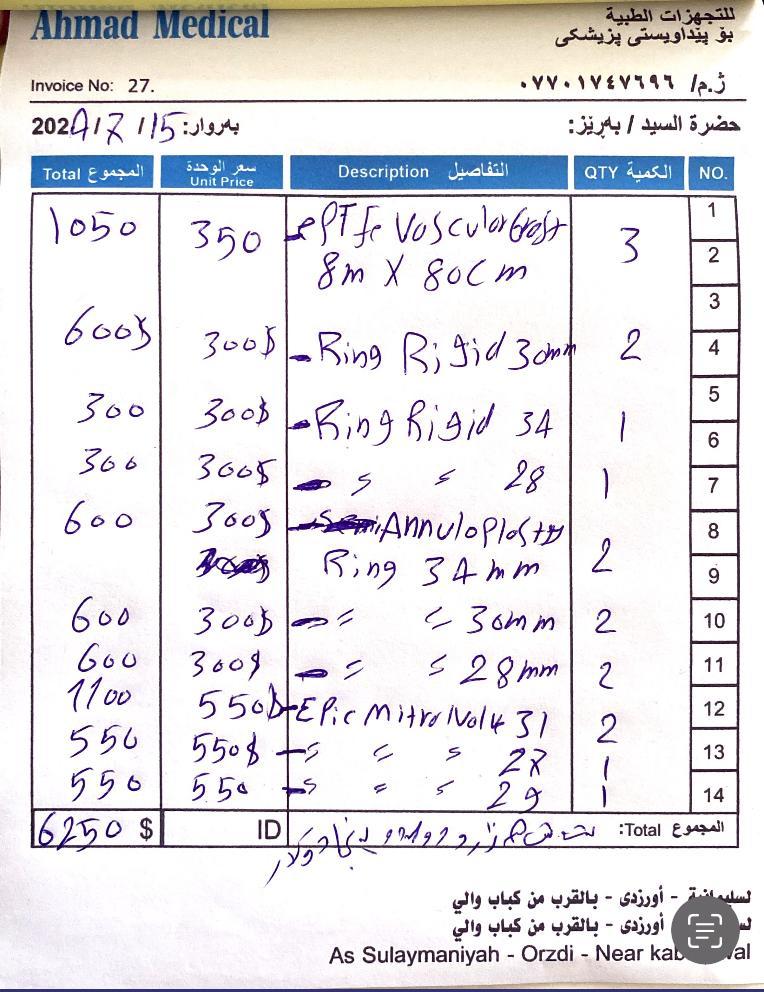 Ahmad Medical
للتجهزات الطبية
بۆ پێداویستی پزیشکی
Invoice No: 27.
ژ.م/ ٠٧٧٠١٧٤٧٦٩٦
2024/7/15 :بەروار
حضرة السيد / بەڕێز:
Total المجموع سعر الوحدة Unit Price Description التفاصيل QTY الكمية NO.
1050 350 - ePTfe Vascular Graft 3 1
8m X 80cm 2
3
600$ 300$ - Ring Rigid 30mm 2 4
5
300 300$ - Ring Rigid 34 1 6
300 300$ - " " 28 1 7
600 300$ Annuloplasty 8
Ring 34mm 2 9
600 300$ - " " 30mm 2 10
600 300$ - " " 28mm 2 11
1100 550$ - Epic Mitral Valve 31 2 12
550 550$ - " " " 27 1 13
550 550 - " " " 29 1 14
6250 $ ID شەش هەزار و دووسەد و پەنجا دۆلار المجموع Total:
لسليمانية - أورزدى - بالقرب من كباب والي
أورزدى - بالقرب من كباب والي
As Sulaymaniyah - Orzdi - Near